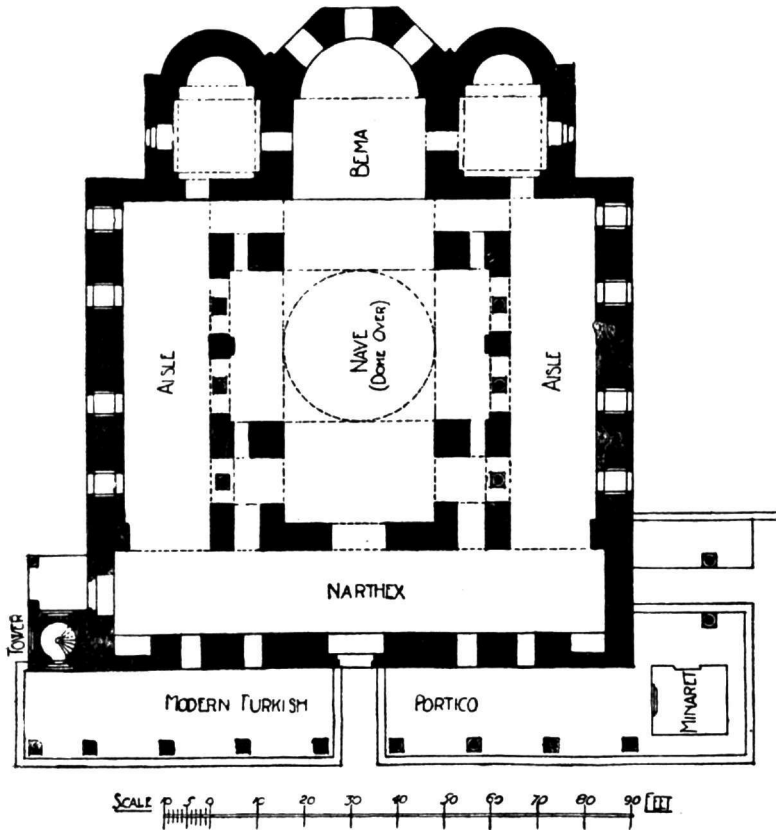 BEMA
AISLE
NAVE
(DOME OVER)
AISLE
NARTHEX
TOWER
MODERN TURKISH PORTICO
MINARET
SCALE 10 5 0 10 20 30 40 50 60 70 80 90 FEET